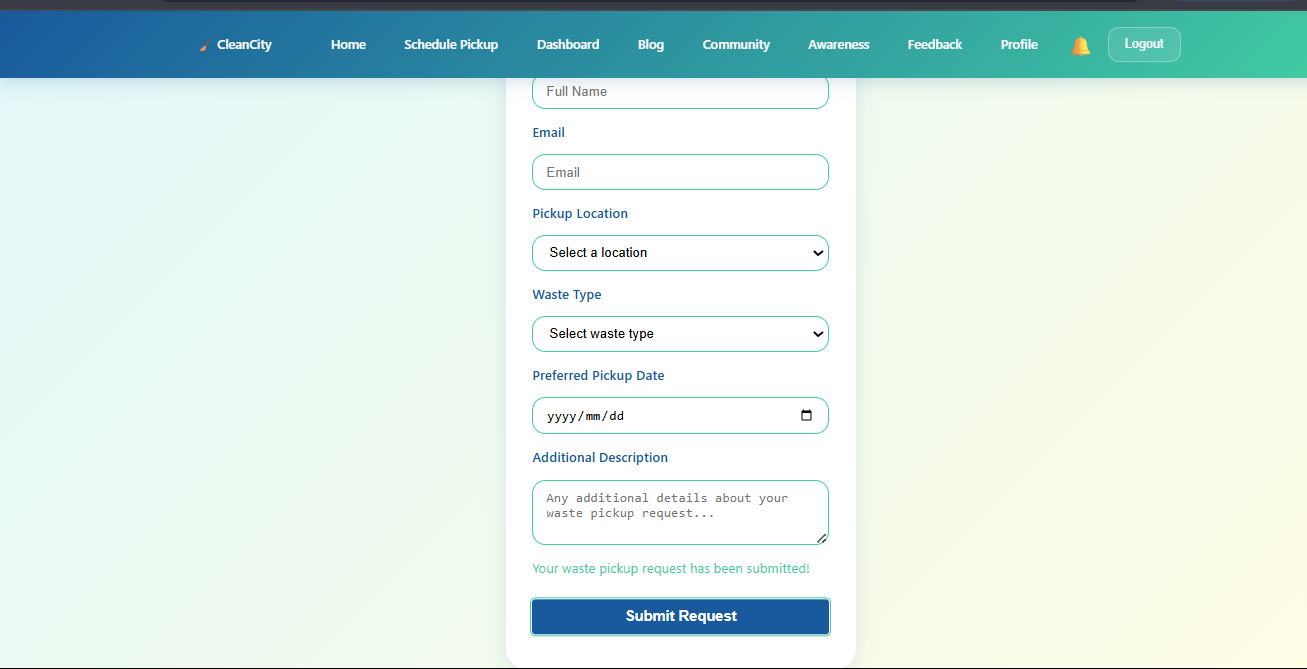 CleanCity Home Schedule Pickup Dashboard Blog Community Awareness Feedback Profile Logout
Full Name
Email
Email
Pickup Location
Select a location
Waste Type
Select waste type
Preferred Pickup Date
yyyy/mm/dd
Additional Description
Any additional details about your
waste pickup request...
Your waste pickup request has been submitted!
Submit Request